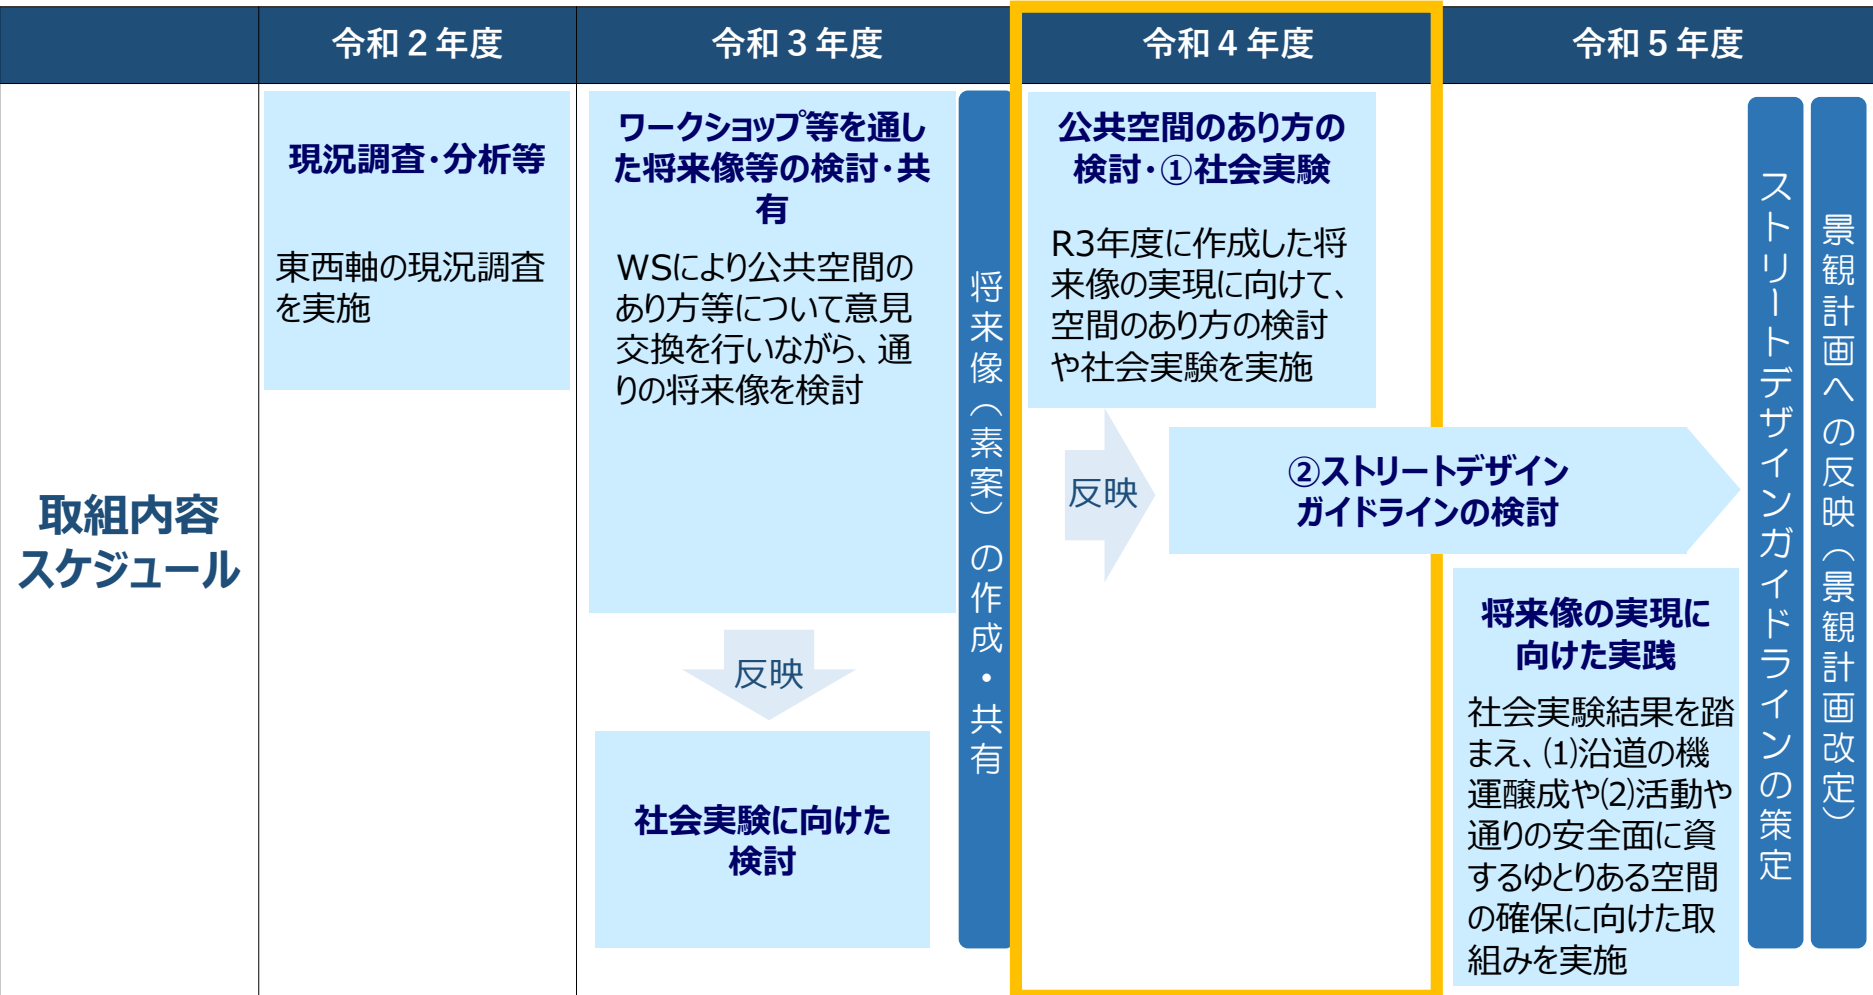 令和２年度
令和３年度
令和４年度
令和５年度
取組内容
スケジュール
現況調査・分析等
東西軸の現況調査
を実施
ワークショップ等を通し
た将来像等の検討・共
有
WSにより公共空間の
あり方等について意見
交換を行いながら、通
りの将来像を検討
反映
社会実験に向けた
検討
将来像（素案）の作成・共有
公共空間のあり方の
検討・①社会実験
R3年度に作成した将
来像の実現に向けて、
空間のあり方の検討
や社会実験を実施
反映
②ストリートデザイン
ガイドラインの検討
将来像の実現に
向けた実践
社会実験結果を踏
まえ、⑴沿道の機
運醸成や⑵活動や
通りの安全面に資
するゆとりある空間
の確保に向けた取
組みを実施
ストリートデザインガイドラインの策定
景観計画への反映（景観計画改定）